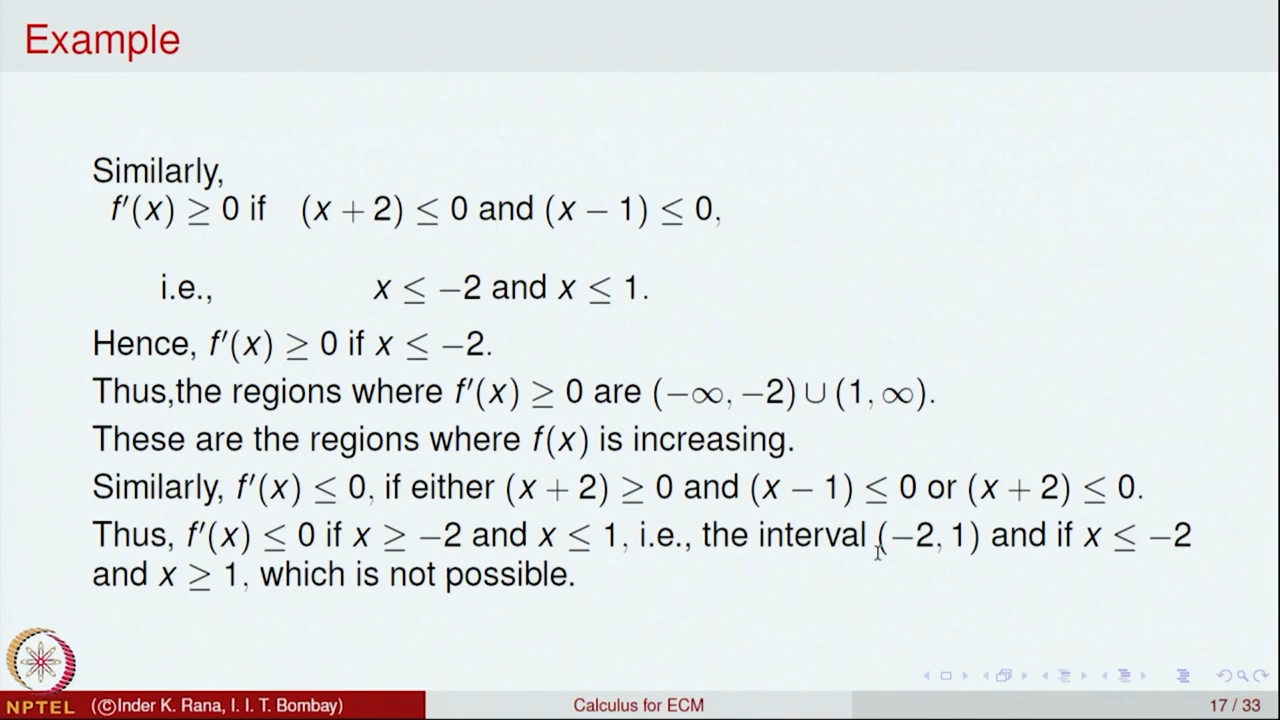 Example
Similarly,
f′(x) ≥ 0 if (x + 2) ≤ 0 and (x − 1) ≤ 0,
i.e., x ≤ −2 and x ≤ 1.
Hence, f′(x) ≥ 0 if x ≤ −2.
Thus,the regions where f′(x) ≥ 0 are (−∞, −2) ∪ (1, ∞).
These are the regions where f(x) is increasing.
Similarly, f′(x) ≤ 0, if either (x + 2) ≥ 0 and (x − 1) ≤ 0 or (x + 2) ≤ 0.
Thus, f′(x) ≤ 0 if x ≥ −2 and x ≤ 1, i.e., the interval (−2, 1) and if x ≤ −2
and x ≥ 1, which is not possible.
NPTEL (©Inder K. Rana, I. I. T. Bombay) Calculus for ECM 17 / 33